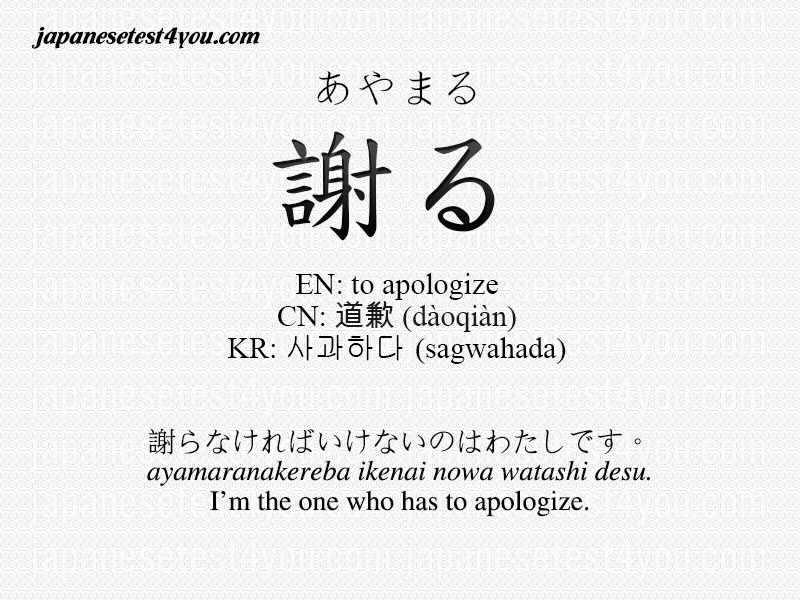 japanesetest4you.com
あやまる
謝る
EN: to apologize
CN: 道歉 (dàoqiàn)
KR: 사과하다 (sagwahada)
謝らなければいけないのはわたしです。
ayamaranakereba ikenai nowa watashi desu.
I'm the one who has to apologize.